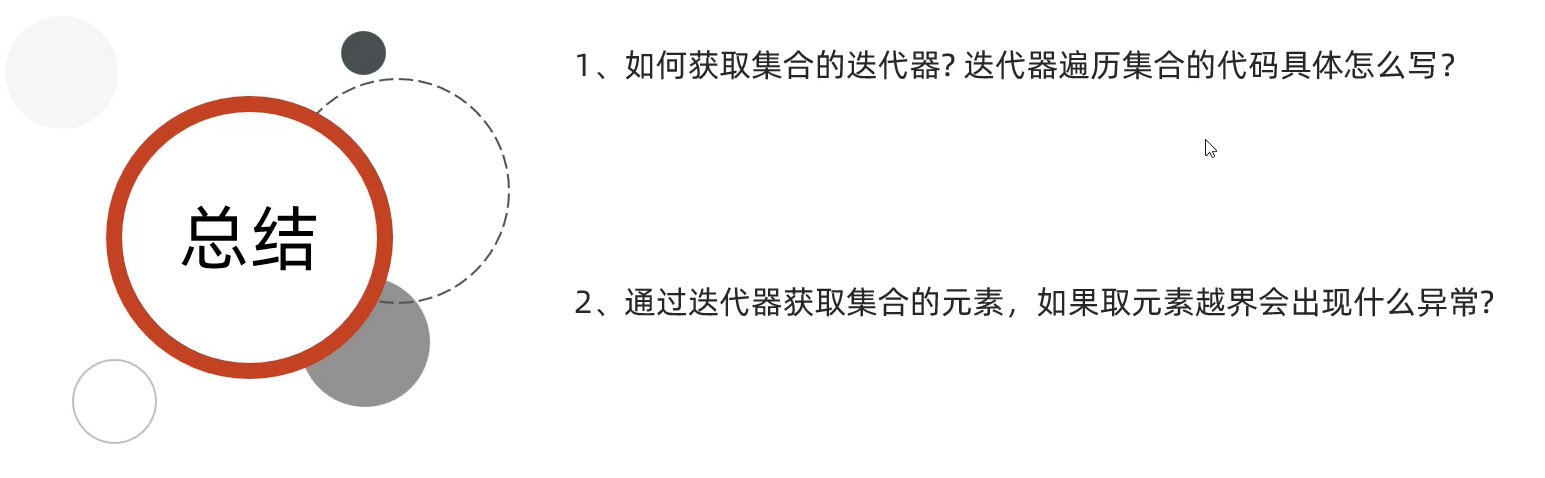 总结
1、如何获取集合的迭代器? 迭代器遍历集合的代码具体怎么写?
2、通过迭代器获取集合的元素，如果取元素越界会出现什么异常?